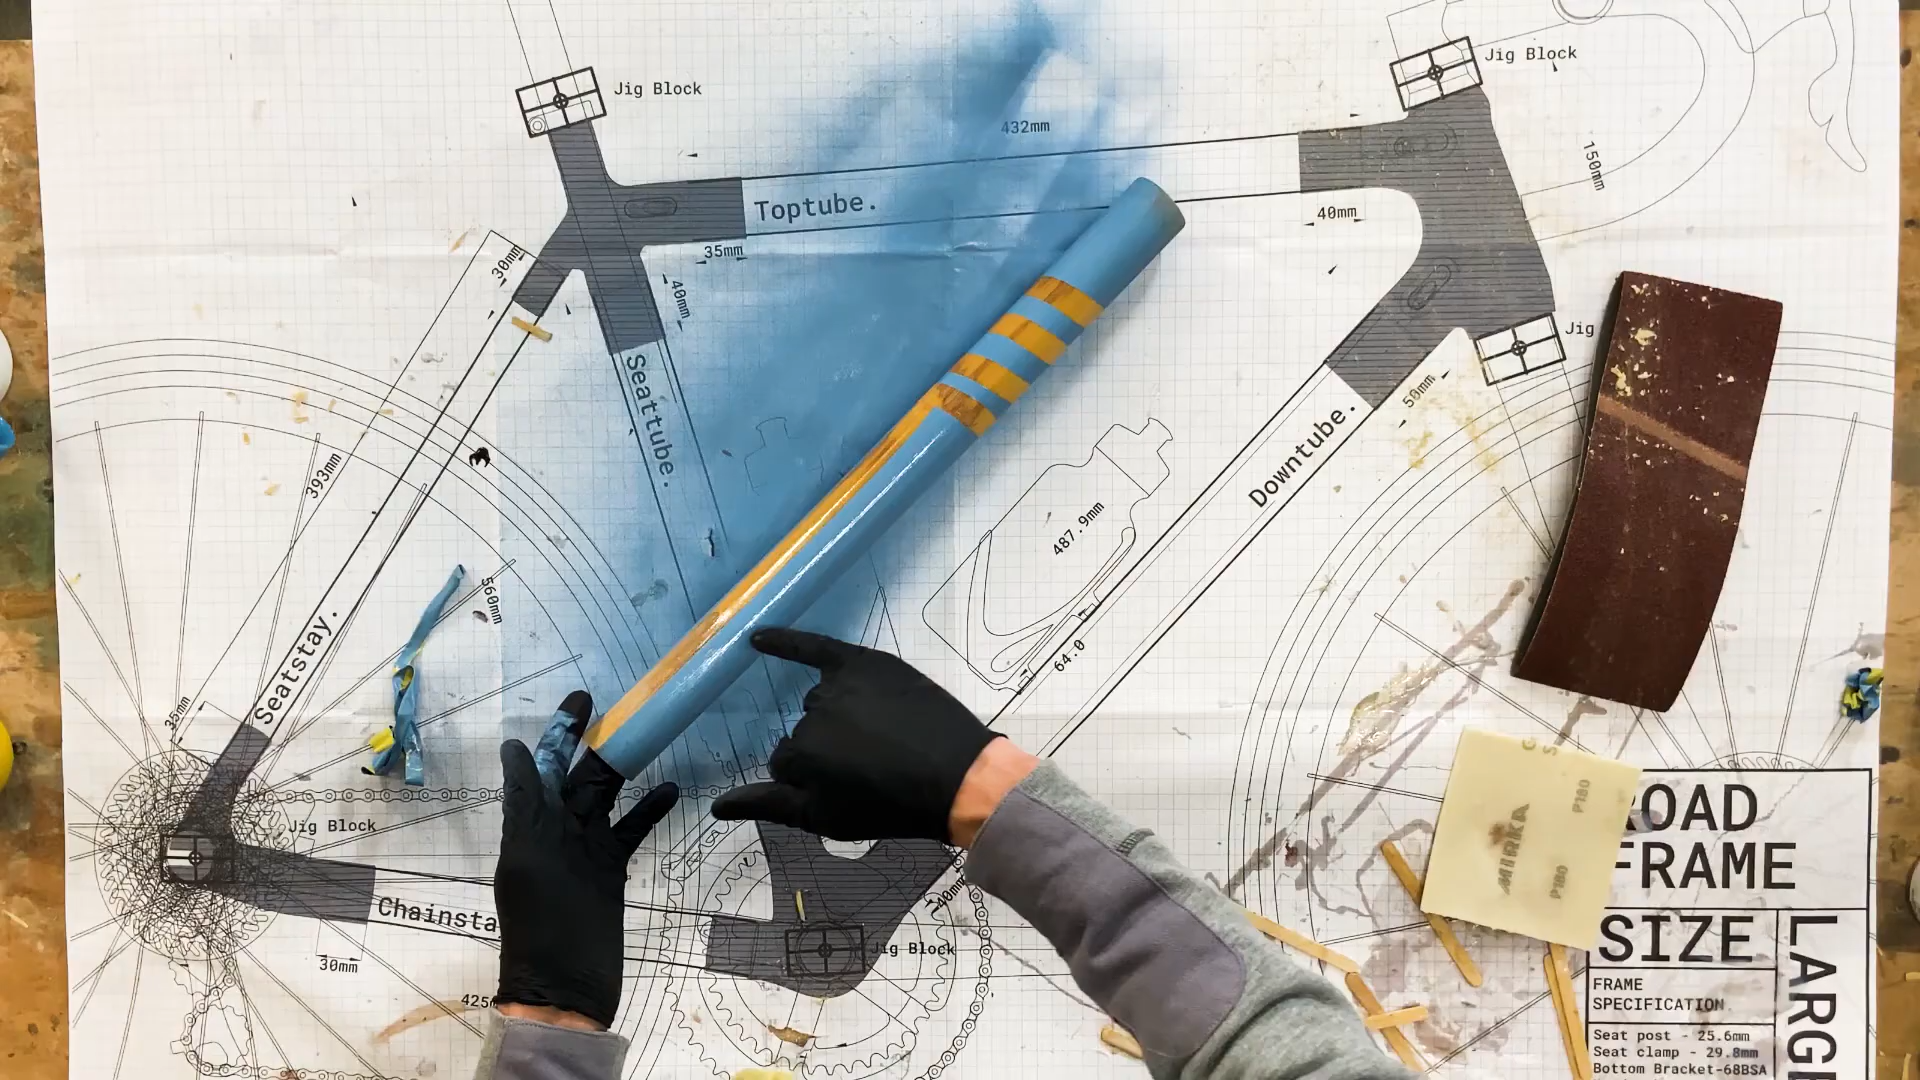 Jig Block
Jig Block
432mm
150mm
Toptube.
40mm
35mm
30mm
40mm
Jig
Seattube.
50mm
Downtube.
393mm
487.9mm
560mm
64.0
Seatstay.
35mm
Jig Block
MIRKA
P180
P180
ROAD
FRAME
40mm
Chainsta
Jig Block
SIZE
LARG
30mm
FRAME
SPECIFICATION
425
Seat post - 25.6mm
Seat clamp - 29.8mm
Bottom Bracket-68BSA